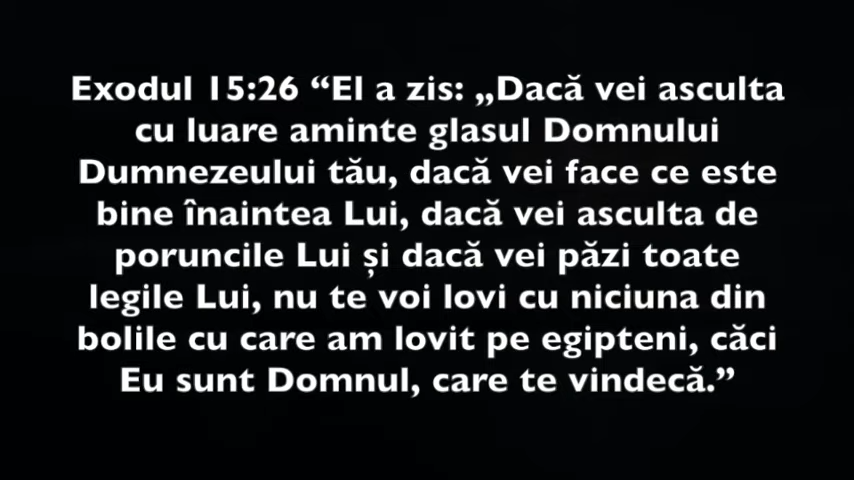 Exodul 15:26 “El a zis: „Dacă vei asculta
cu luare aminte glasul Domnului
Dumnezeului tău, dacă vei face ce este
bine înaintea Lui, dacă vei asculta de
poruncile Lui și dacă vei păzi toate
legile Lui, nu te voi lovi cu niciuna din
bolile cu care am lovit pe egipteni, căci
Eu sunt Domnul, care te vindecă.”